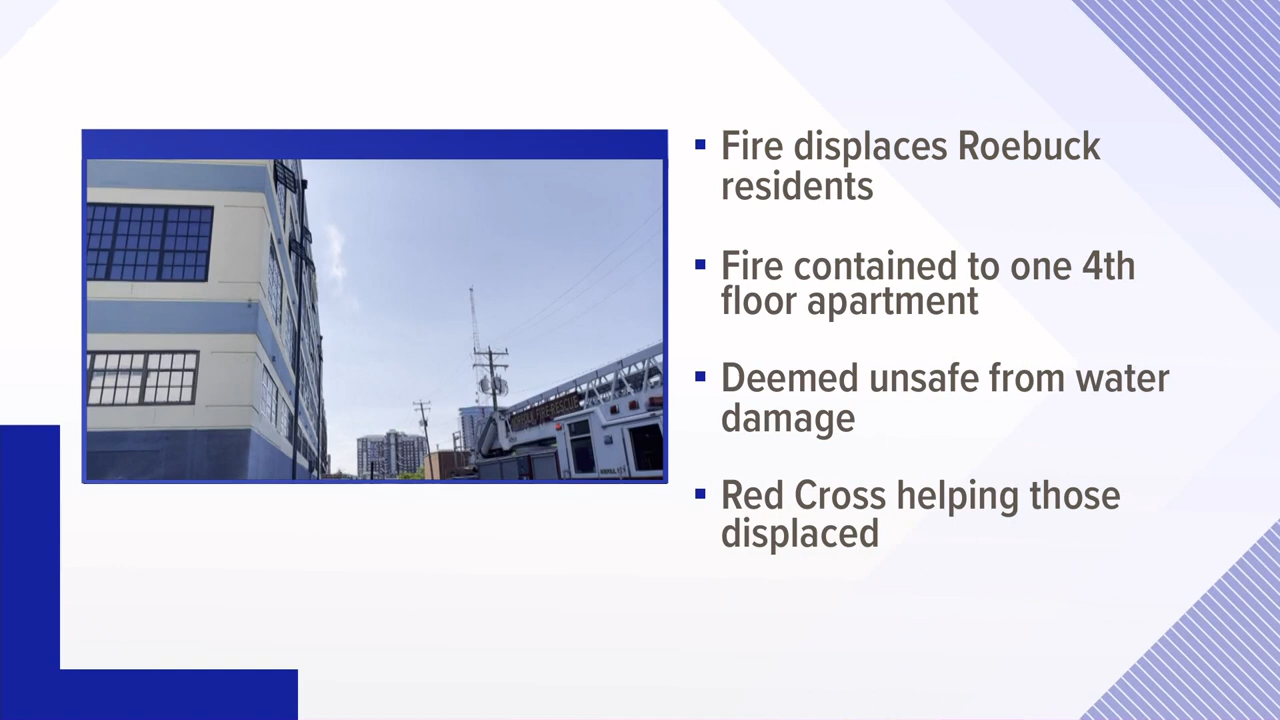 Fire displaces Roebuck
residents
Fire contained to one 4th
floor apartment
Deemed unsafe from water
damage
Red Cross helping those
displaced